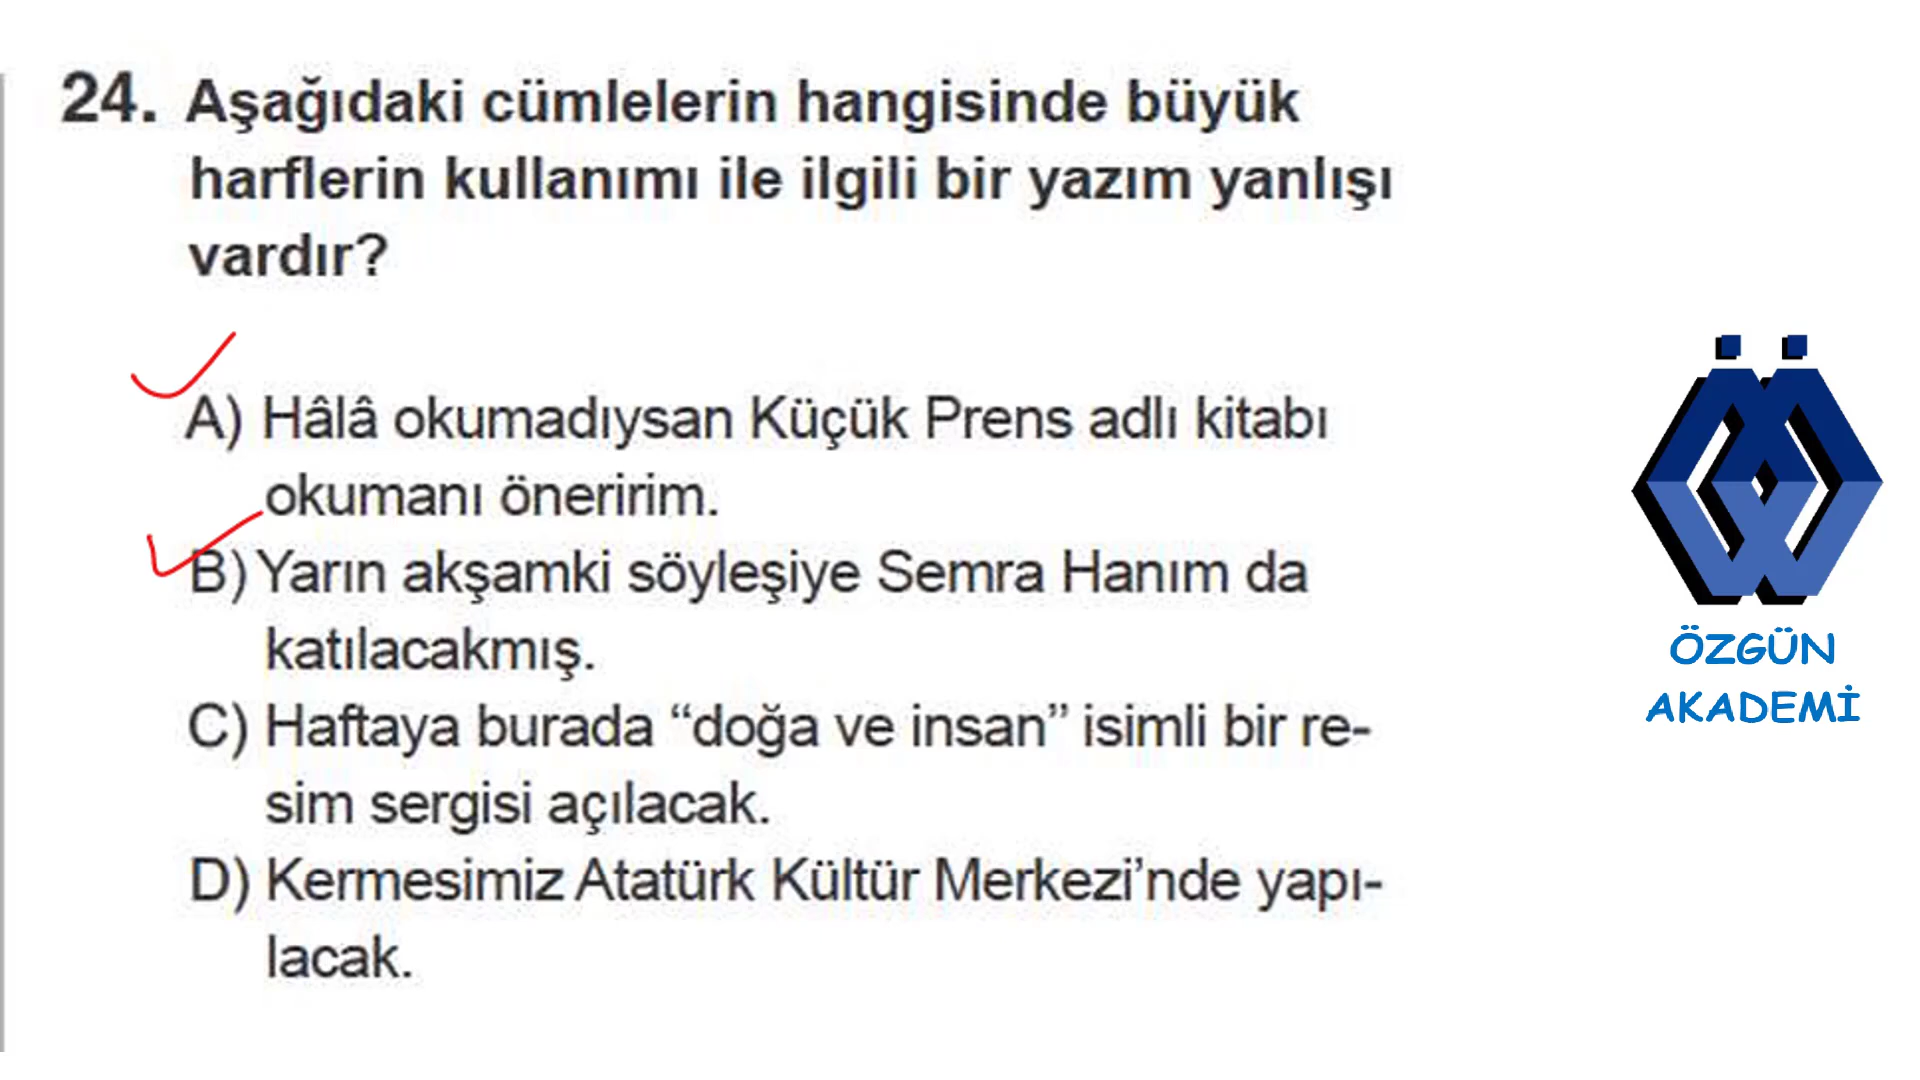 24. Aşağıdaki cümlelerin hangisinde büyük
harflerin kullanımı ile ilgili bir yazım yanlışı
vardır?
A) Hâlâ okumadıysan Küçük Prens adlı kitabı
okumanı öneririm.
B) Yarın akşamki söyleşiye Semra Hanım da
katılacakmış.
C) Haftaya burada “doğa ve insan” isimli bir re-
sim sergisi açılacak.
D) Kermesimiz Atatürk Kültür Merkezi’nde yapı-
lacak.
ÖZGÜN
AKADEMİ